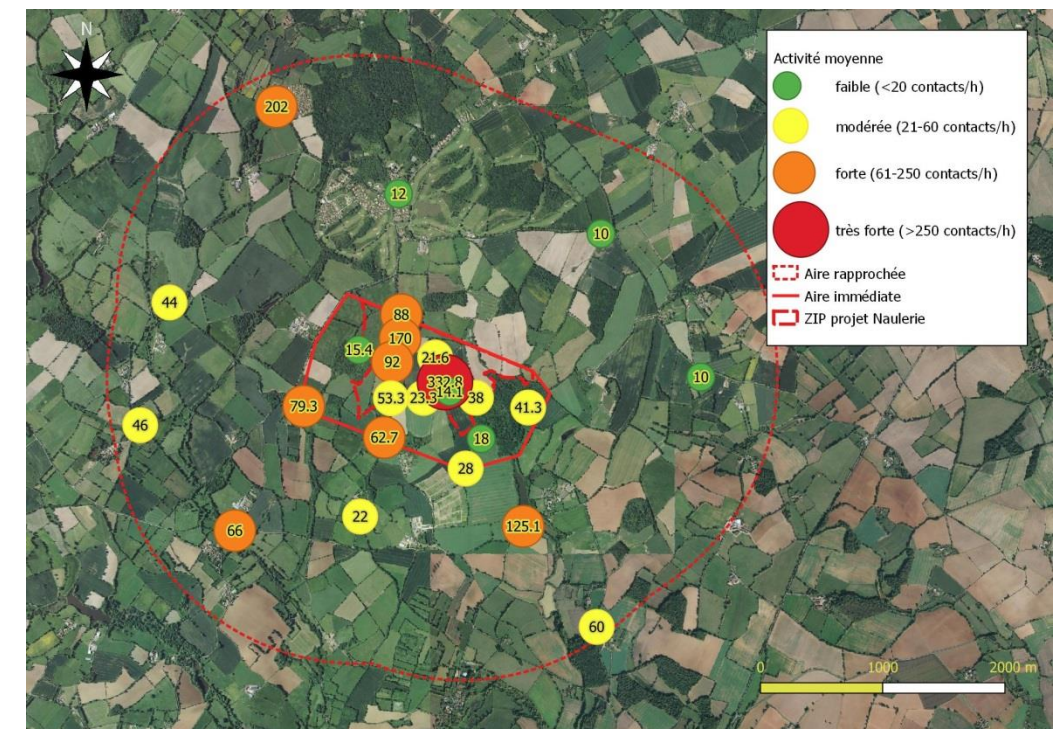 N
Activité moyenne
faible (<20 contacts/h)
modérée (21-60 contacts/h)
forte (61-250 contacts/h)
très forte (>250 contacts/h)
Aire rapprochée
Aire immédiate
ZIP projet Naulerie
202
12
10
44
88
170
15.4
92
21.6
332.8
10
14.1
53.3
23.3
38
79.3
41.3
46
62.7
18
28
22
66
125.1
60
0 1000 2000 m